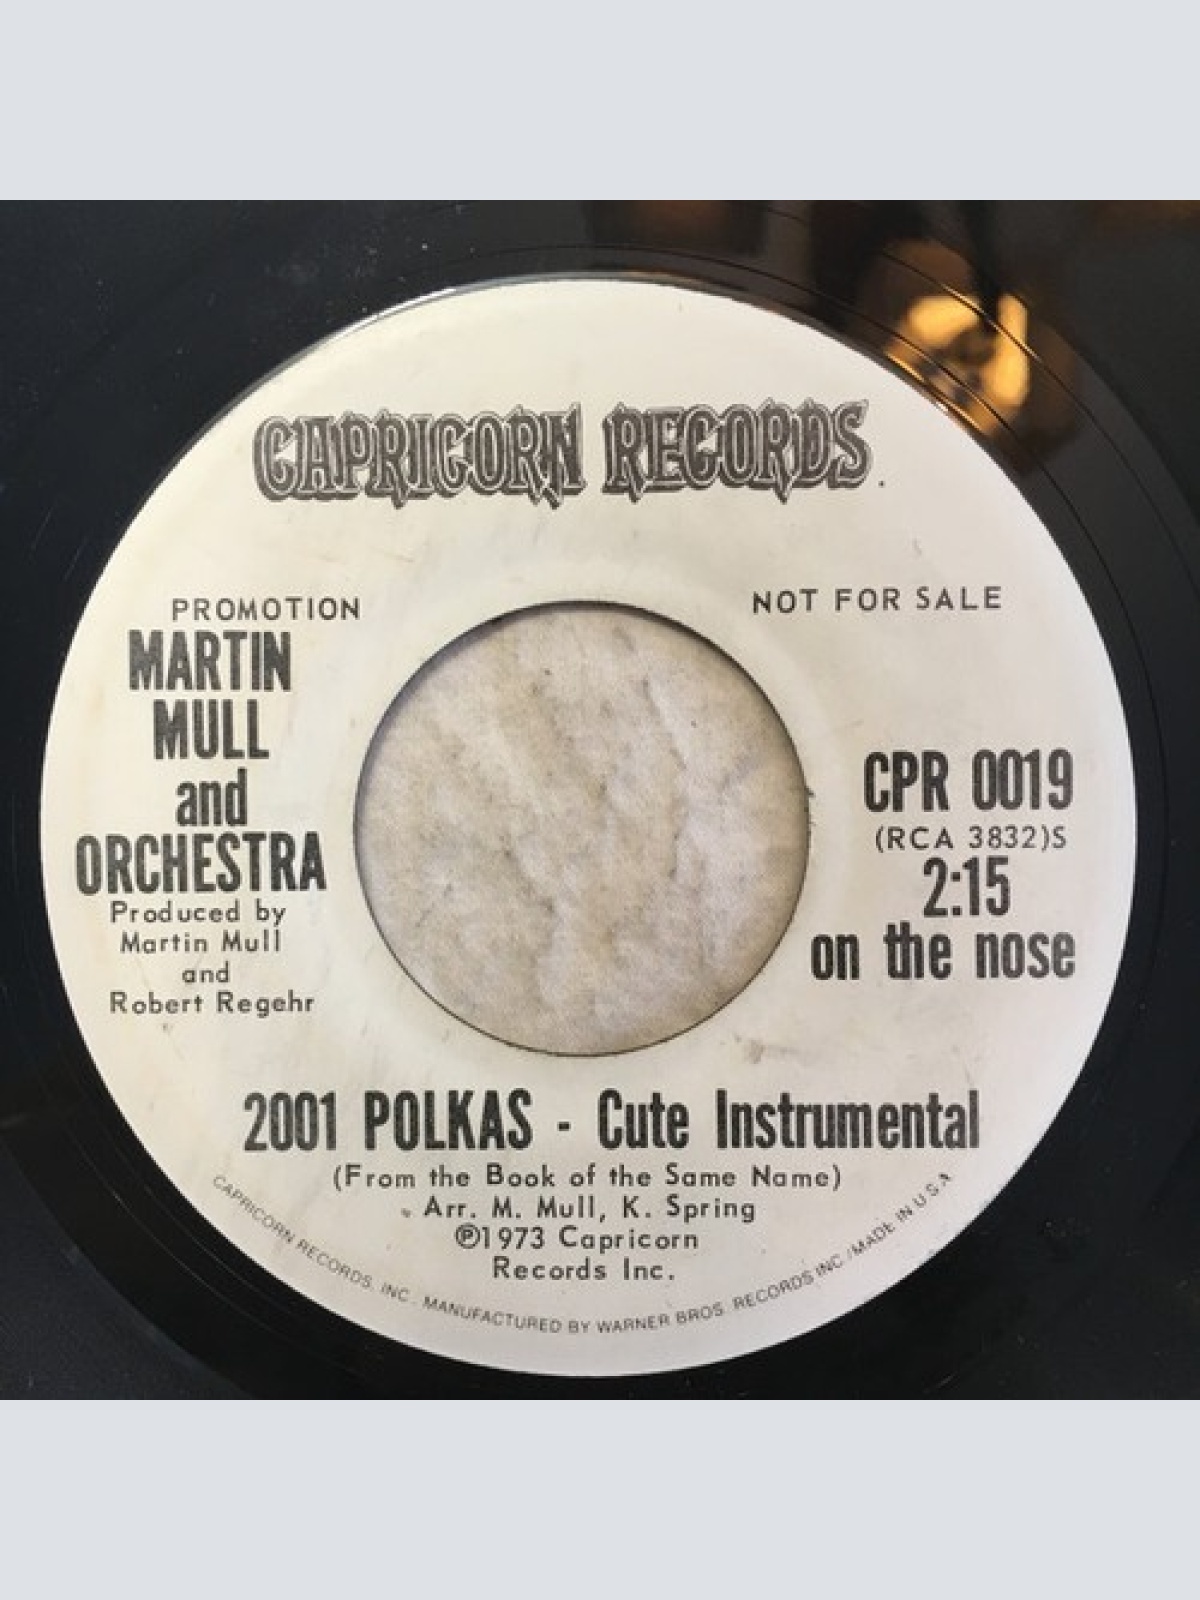 CAPRICORN RECORDS.
PROMOTION
NOT FOR SALE
MARTIN
MULL
and
ORCHESTRA
Produced by
Martin Mull
and
Robert Regehr
CPR 0019
(RCA 3832)S
2:15
on the nose
2001 POLKAS - Cute Instrumental
(From the Book of the Same Name)
Arr. M. Mull, K. Spring
℗1973 Capricorn
Records Inc.
CAPRICORN RECORDS, INC. MANUFACTURED BY WARNER BROS. RECORDS INC./MADE IN U.S.A.